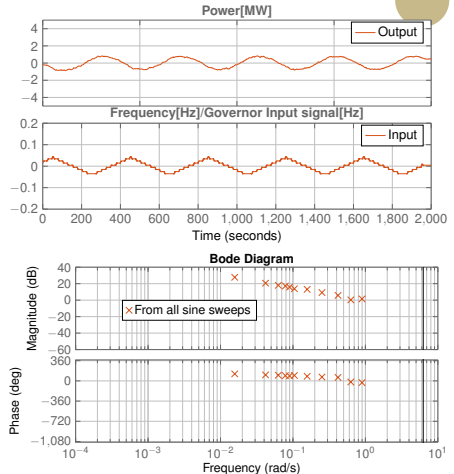 Power[MW]
4
2
0
−2
−4
Output
Frequency[Hz]/Governor Input signal[Hz]
0.2
0.1
0
−0.1
−0.2
Input
0 200 400 600 800 1,000 1,200 1,400 1,600 1,800 2,000
Time (seconds)
Bode Diagram
Magnitude (dB)
40
20
0
−20
−40
−60
From all sine sweeps
Phase (deg)
360
0
−360
−720
−1,080
10−4 10−3 10−2 10−1 100 101
Frequency (rad/s)